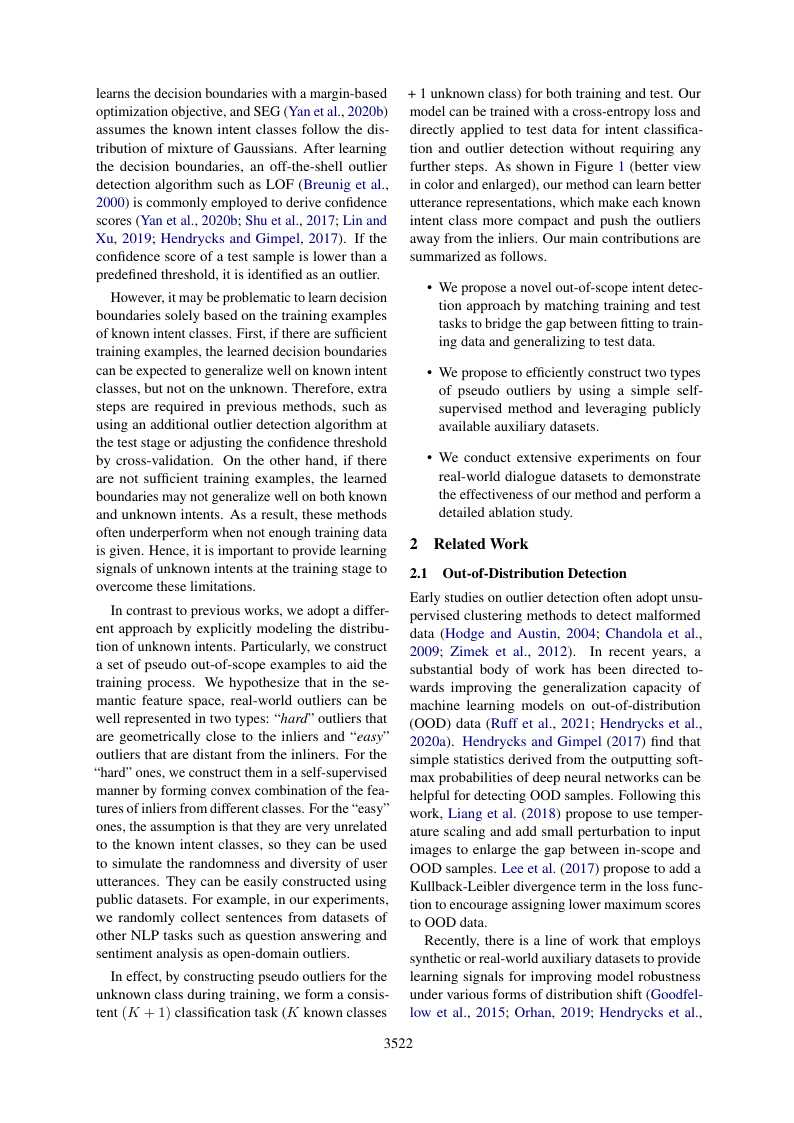 learns the decision boundaries with a margin-based
optimization objective, and SEG (Yan et al., 2020b)
assumes the known intent classes follow the dis-
tribution of mixture of Gaussians. After learning
the decision boundaries, an off-the-shelf outlier
detection algorithm such as LOF (Breunig et al.,
2000) is commonly employed to derive confidence
scores (Yan et al., 2020b; Shu et al., 2017; Lin and
Xu, 2019; Hendrycks and Gimpel, 2017). If the
confidence score of a test sample is lower than a
predefined threshold, it is identified as an outlier.
However, it may be problematic to learn decision
boundaries solely based on the training examples
of known intent classes. First, if there are sufficient
training examples, the learned decision boundaries
can be expected to generalize well on known intent
classes, but not on the unknown. Therefore, extra
steps are required in previous methods, such as
using an additional outlier detection algorithm at
the test stage or adjusting the confidence threshold
by cross-validation. On the other hand, if there
are not sufficient training examples, the learned
boundaries may not generalize well on both known
and unknown intents. As a result, these methods
often underperform when not enough training data
is given. Hence, it is important to provide learning
signals of unknown intents at the training stage to
overcome these limitations.
In contrast to previous works, we adopt a differ-
ent approach by explicitly modeling the distribu-
tion of unknown intents. Particularly, we construct
a set of pseudo out-of-scope examples to aid the
training process. We hypothesize that in the se-
mantic feature space, real-world outliers can be
well represented in two types: “hard” outliers that
are geometrically close to the inliers and “easy”
outliers that are distant from the inliners. For the
“hard” ones, we construct them in a self-supervised
manner by forming convex combination of the fea-
tures of inliers from different classes. For the “easy”
ones, the assumption is that they are very unrelated
to the known intent classes, so they can be used
to simulate the randomness and diversity of user
utterances. They can be easily constructed using
public datasets. For example, in our experiments,
we randomly collect sentences from datasets of
other NLP tasks such as question answering and
sentiment analysis as open-domain outliers.
In effect, by constructing pseudo outliers for the
unknown class during training, we form a consis-
tent (K + 1) classification task (K known classes
+ 1 unknown class) for both training and test. Our
model can be trained with a cross-entropy loss and
directly applied to test data for intent classifica-
tion and outlier detection without requiring any
further steps. As shown in Figure 1 (better view
in color and enlarged), our method can learn better
utterance representations, which make each known
intent class more compact and push the outliers
away from the inliers. Our main contributions are
summarized as follows.
• We propose a novel out-of-scope intent detec-
tion approach by matching training and test
tasks to bridge the gap between fitting to train-
ing data and generalizing to test data.
• We propose to efficiently construct two types
of pseudo outliers by using a simple self-
supervised method and leveraging publicly
available auxiliary datasets.
• We conduct extensive experiments on four
real-world dialogue datasets to demonstrate
the effectiveness of our method and perform a
detailed ablation study.
2 Related Work
2.1 Out-of-Distribution Detection
Early studies on outlier detection often adopt unsu-
pervised clustering methods to detect malformed
data (Hodge and Austin, 2004; Chandola et al.,
2009; Zimek et al., 2012). In recent years, a
substantial body of work has been directed to-
wards improving the generalization capacity of
machine learning models on out-of-distribution
(OOD) data (Ruff et al., 2021; Hendrycks et al.,
2020a). Hendrycks and Gimpel (2017) find that
simple statistics derived from the outputting soft-
max probabilities of deep neural networks can be
helpful for detecting OOD samples. Following this
work, Liang et al. (2018) propose to use temper-
ature scaling and add small perturbation to input
images to enlarge the gap between in-scope and
OOD samples. Lee et al. (2017) propose to add a
Kullback-Leibler divergence term in the loss func-
tion to encourage assigning lower maximum scores
to OOD data.
Recently, there is a line of work that employs
synthetic or real-world auxiliary datasets to provide
learning signals for improving model robustness
under various forms of distribution shift (Goodfel-
low et al., 2015; Orhan, 2019; Hendrycks et al.,
3522